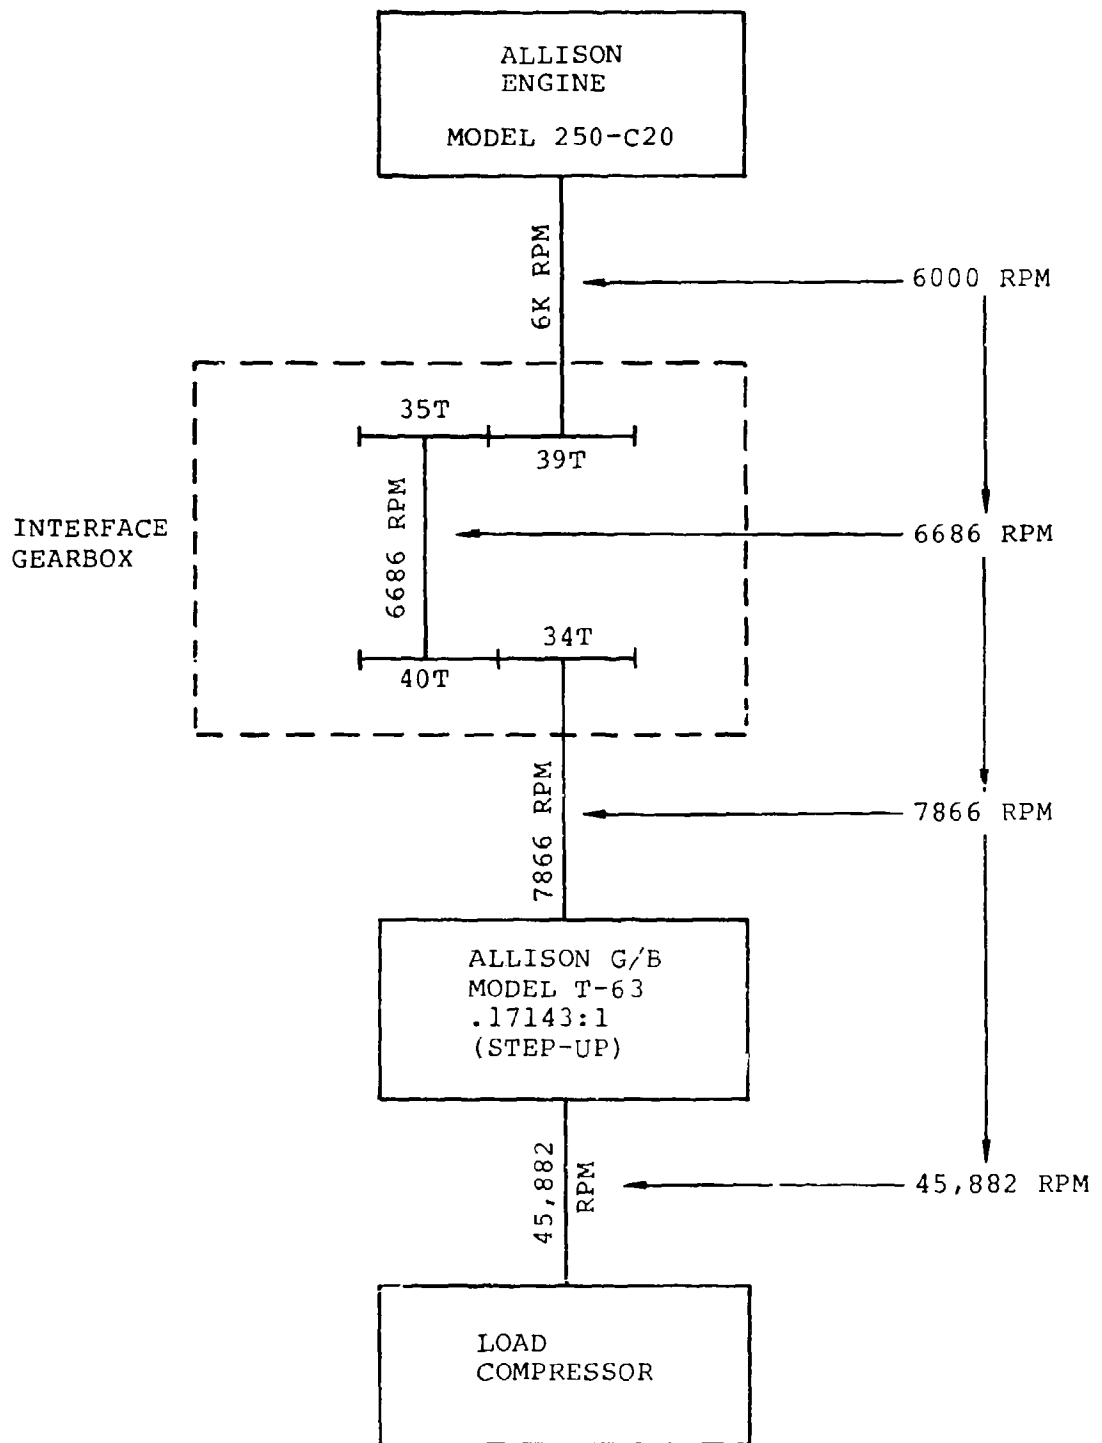 ALLISON
ENGINE
MODEL 250-C20
6K RPM
6000 RPM
35T
39T
INTERFACE
GEARBOX
6686 RPM
6686 RPM
34T
40T
7866 RPM
7866 RPM
ALLISON G/B
MODEL T-63
.17143:1
(STEP-UP)
45,882
RPM
45,882 RPM
LOAD
COMPRESSOR